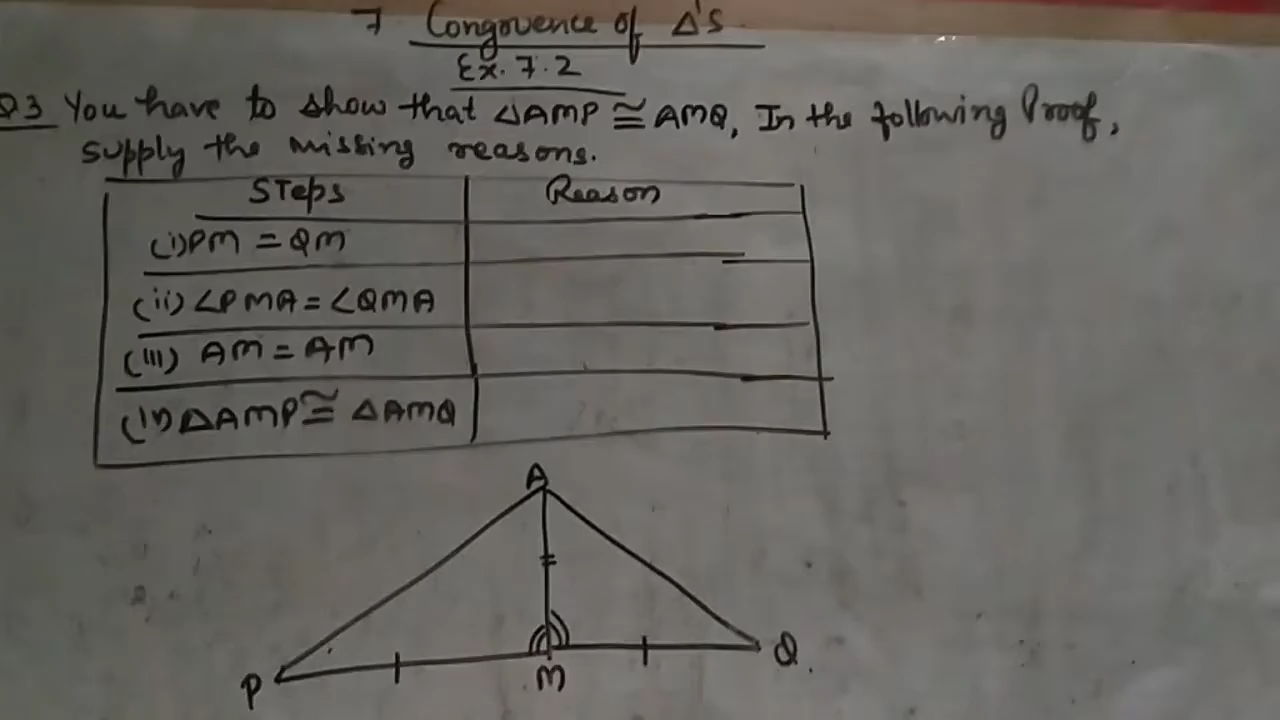 7 Congruence of Δ's
Ex. 7.2
Q3 You have to show that ΔAMP ≅ AMQ, In the following Proof,
supply the missing reasons.
Steps Reason
(i) PM = QM
(ii) ∠PMA = ∠QMA
(iii) AM = AM
(iv) ΔAMP ≅ ΔAMQ
A
P M Q.